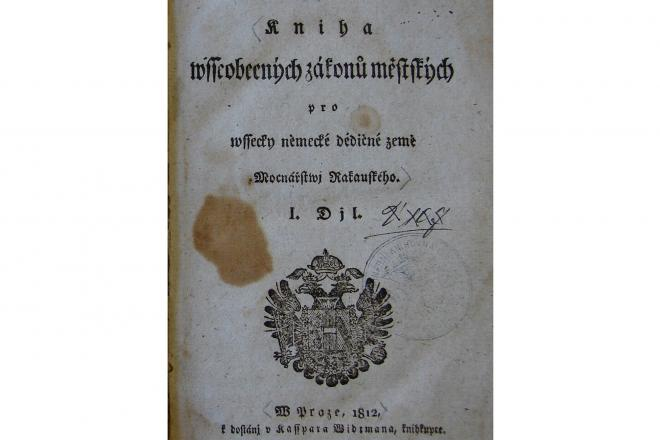 Kniha
wsseobecných zákonů městských
pro
wssecky německé dědičné země
Mocnářstwj Rakauského.
I. Djl.
W Praze, 1812,
k dostánj v Kasspara Widtmana, knihkupce.